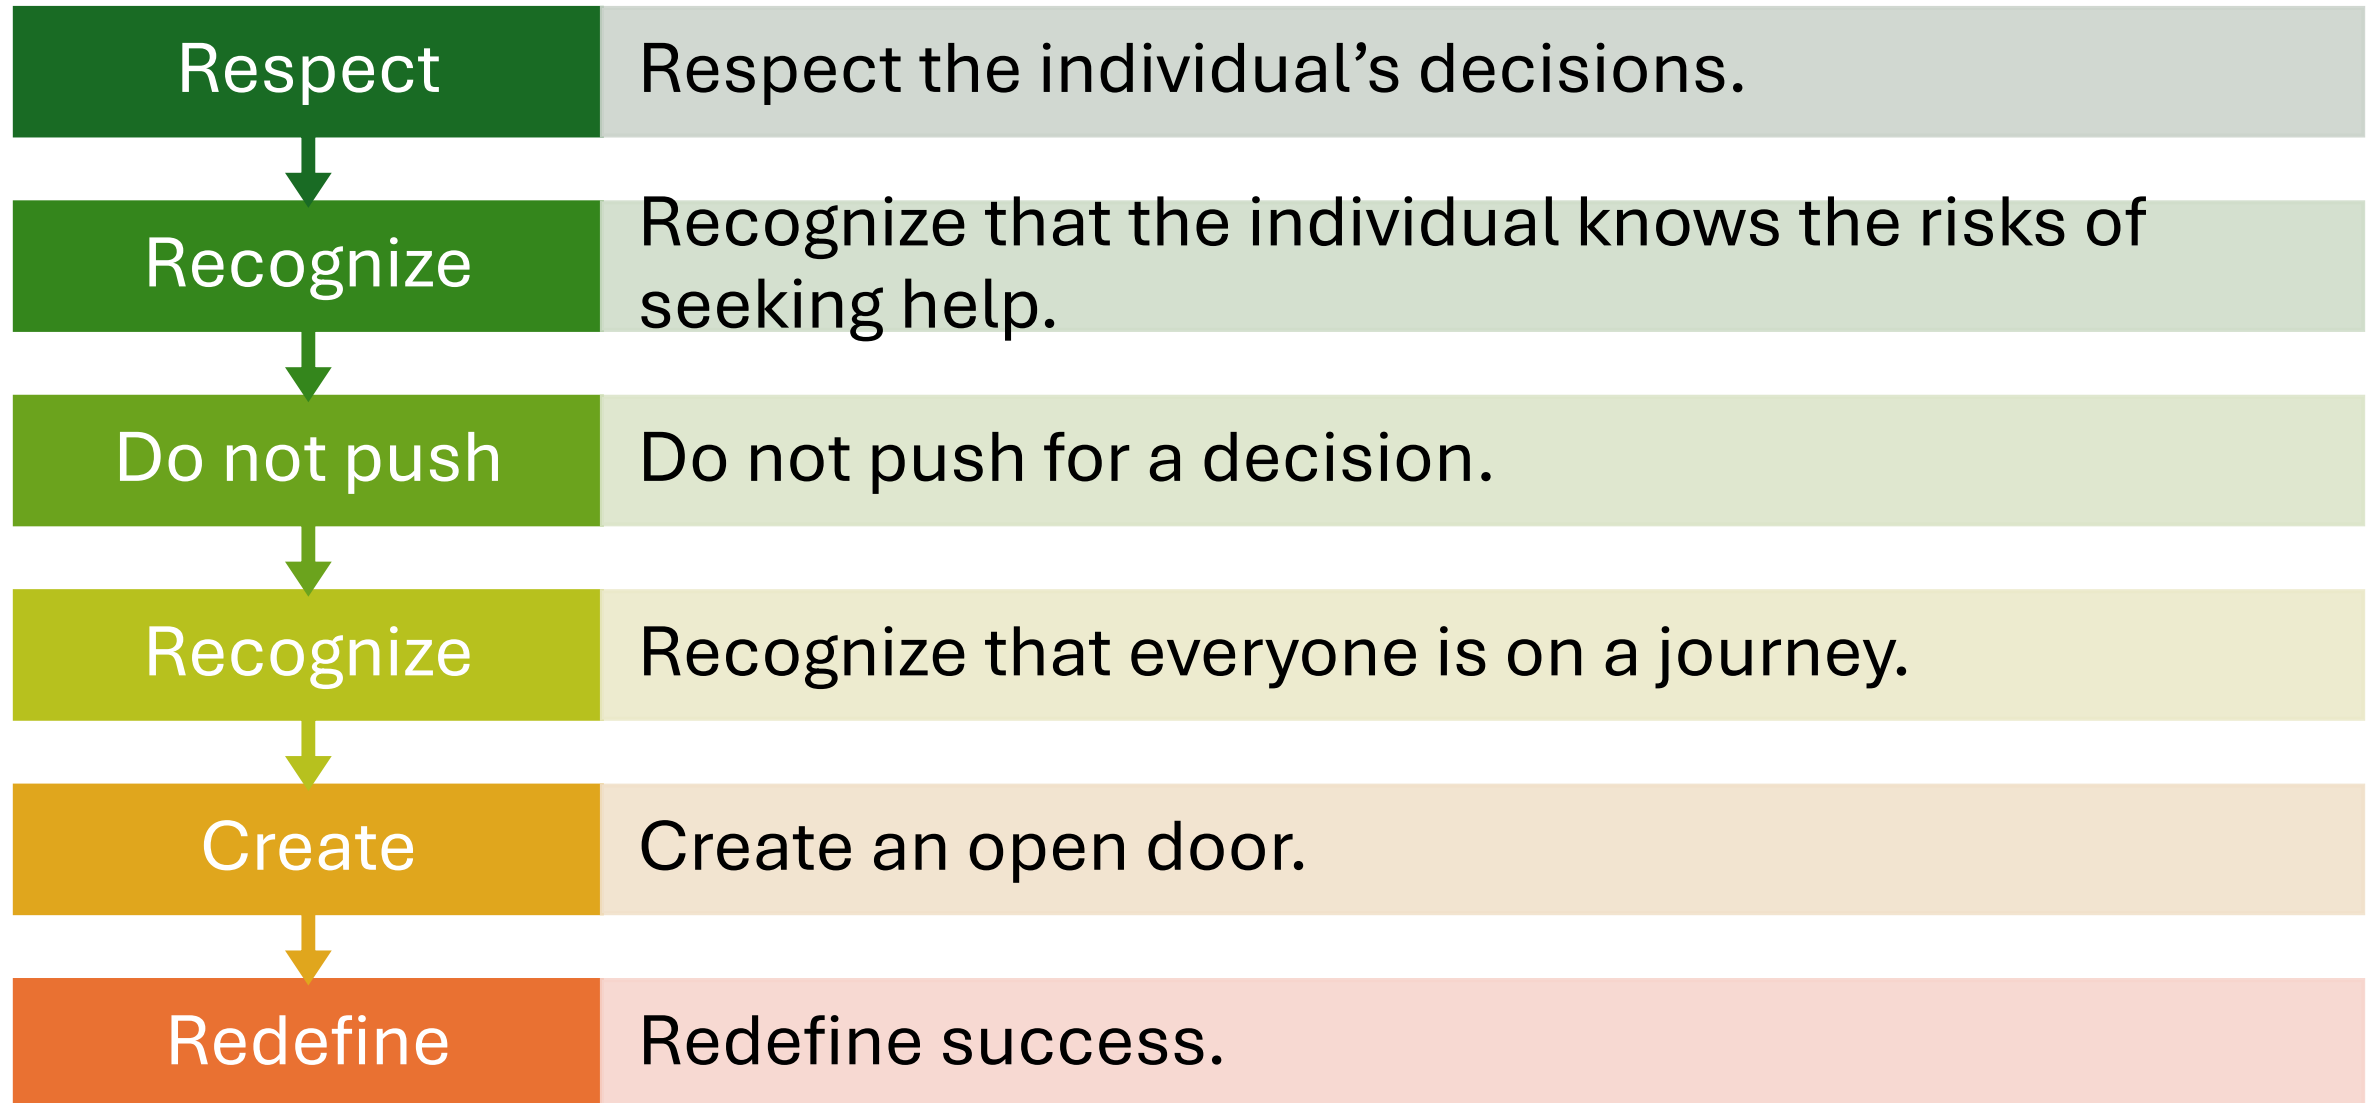 Respect
Respect the individual’s decisions.
Recognize
Recognize that the individual knows the risks of
seeking help.
Do not push
Do not push for a decision.
Recognize
Recognize that everyone is on a journey.
Create
Create an open door.
Redefine
Redefine success.